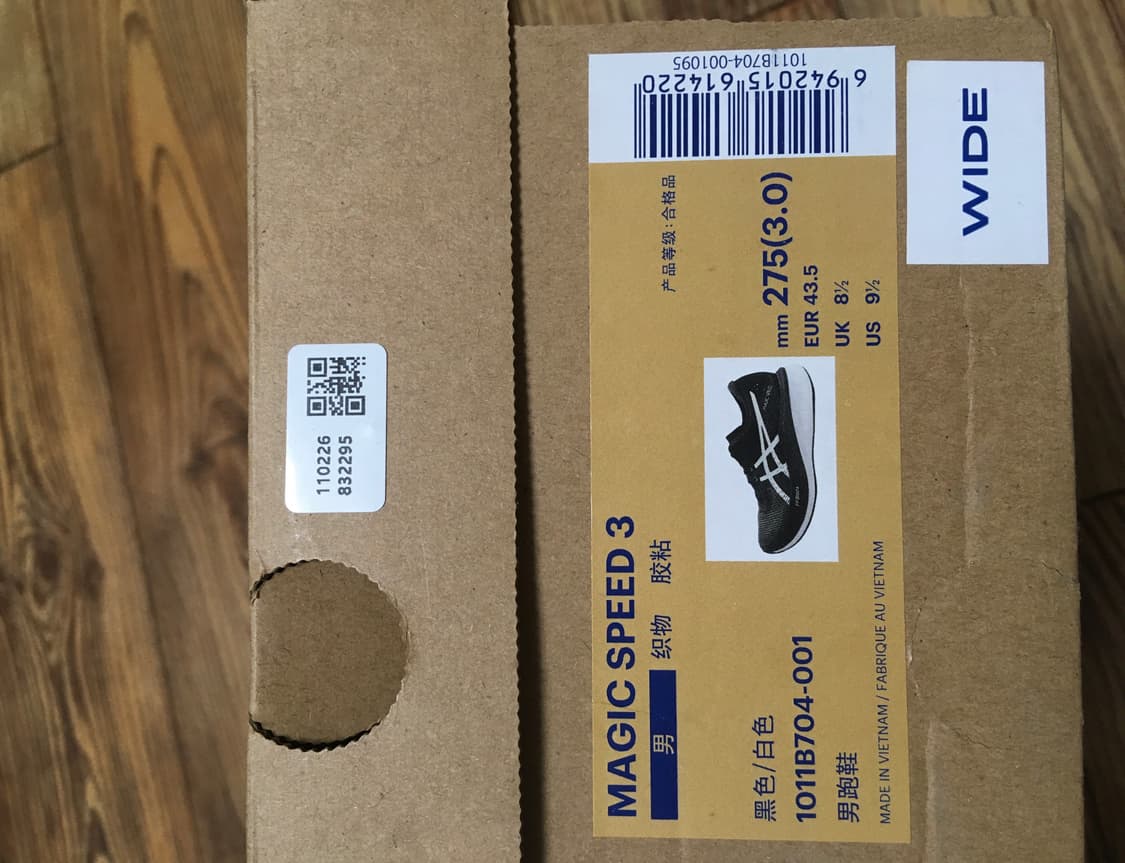 110226
832295
MAGIC SPEED 3
男 织物 胶粘
产品等级:合格品
黑色/白色
1011B704-001
男跑鞋
MADE IN VIETNAM / FABRIQUE AU VIETNAM
mm 275(3.0)
EUR 43.5
UK 8½
US 9½
6 942015 614220
1011B704-001095
WIDE